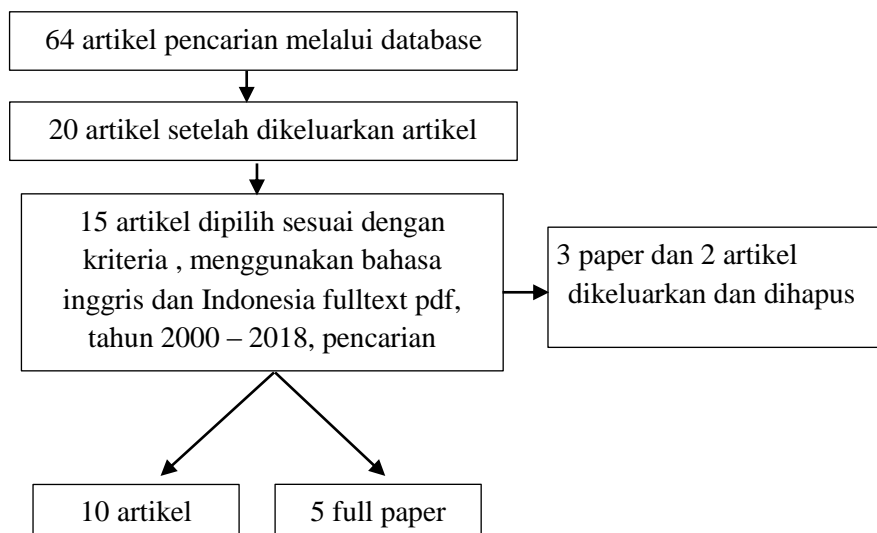 64 artikel pencarian melalui database
20 artikel setelah dikeluarkan artikel
15 artikel dipilih sesuai dengan
kriteria , menggunakan bahasa
inggris dan Indonesia fulltext pdf,
tahun 2000 – 2018, pencarian
3 paper dan 2 artikel
dikeluarkan dan dihapus
10 artikel
5 full paper